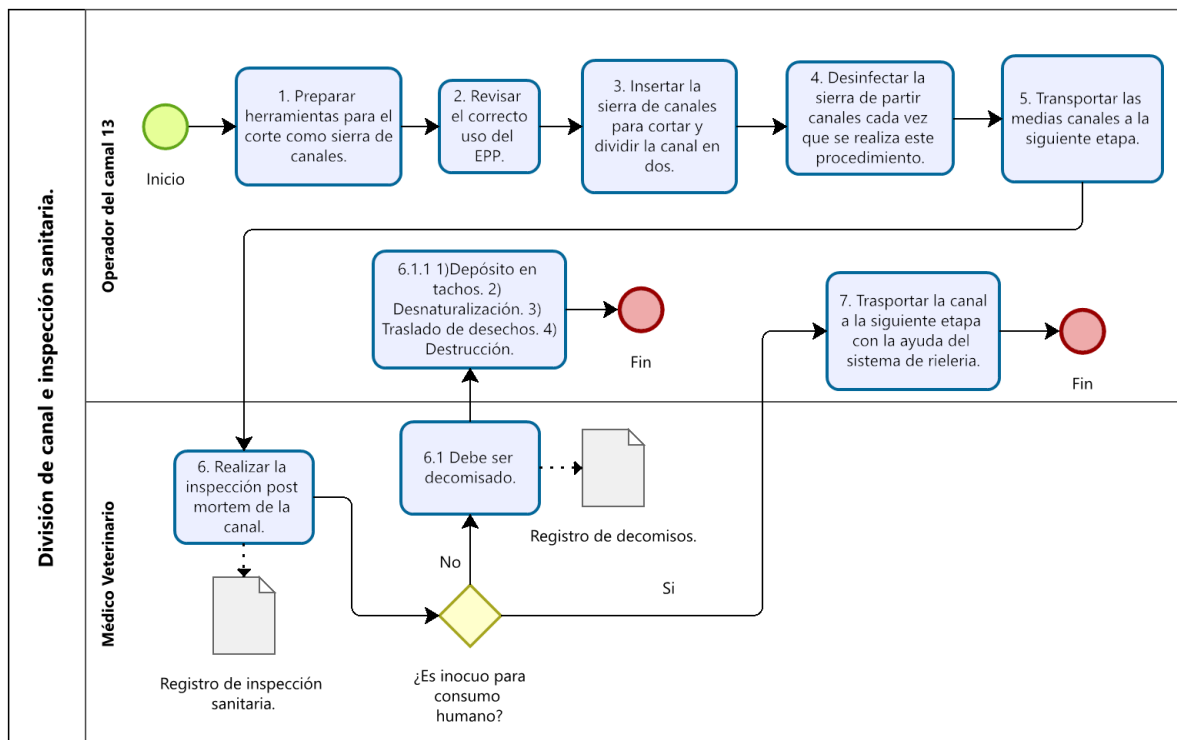 División de canal e inspección sanitaria.
Operador del camal 13
Inicio
1. Preparar
herramientas para el
corte como sierra de
canales.
2. Revisar
el correcto
uso del
EPP.
3. Insertar la
sierra de canales
para cortar y
dividir la canal en
dos.
4. Desinfectar la
sierra de partir
canales cada vez
que se realiza este
procedimiento.
5. Transportar las
medias canales a la
siguiente etapa.
6.1.1 1)Depósito en
tachos. 2)
Desnaturalización. 3)
Traslado de desechos. 4)
Destrucción.
Fin
7. Trasportar la canal
a la siguiente etapa
con la ayuda del
sistema de rieleria.
Fin
Médico Veterinario
6. Realizar la
inspección post
mortem de la
canal.
Registro de inspección
sanitaria.
6.1 Debe ser
decomisado.
Registro de decomisos.
No
Si
¿Es inocuo para
consumo
humano?